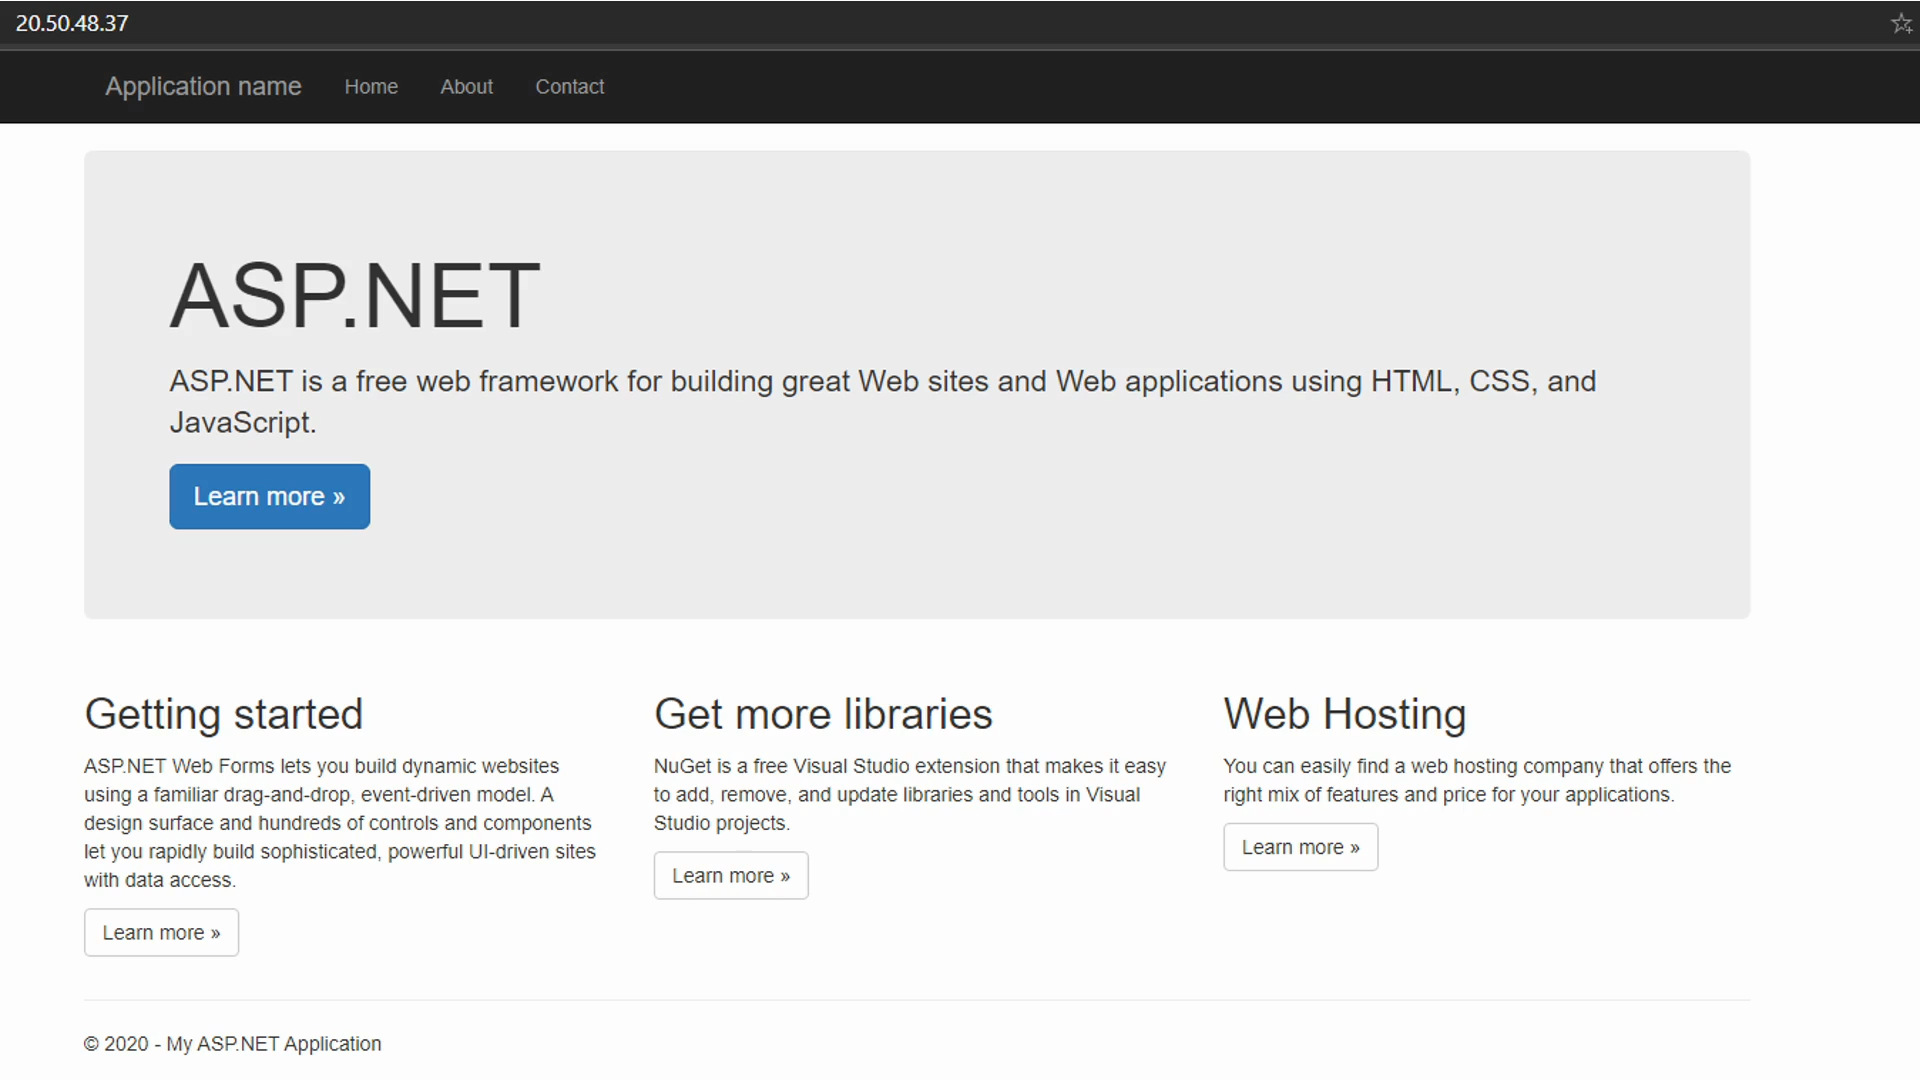 20.50.48.37
Application name Home About Contact
ASP.NET
ASP.NET is a free web framework for building great Web sites and Web applications using HTML, CSS, and
JavaScript.
Learn more »
Getting started
ASP.NET Web Forms lets you build dynamic websites
using a familiar drag-and-drop, event-driven model. A
design surface and hundreds of controls and components
let you rapidly build sophisticated, powerful UI-driven sites
with data access.
Learn more »
Get more libraries
NuGet is a free Visual Studio extension that makes it easy
to add, remove, and update libraries and tools in Visual
Studio projects.
Learn more »
Web Hosting
You can easily find a web hosting company that offers the
right mix of features and price for your applications.
Learn more »
© 2020 - My ASP.NET Application